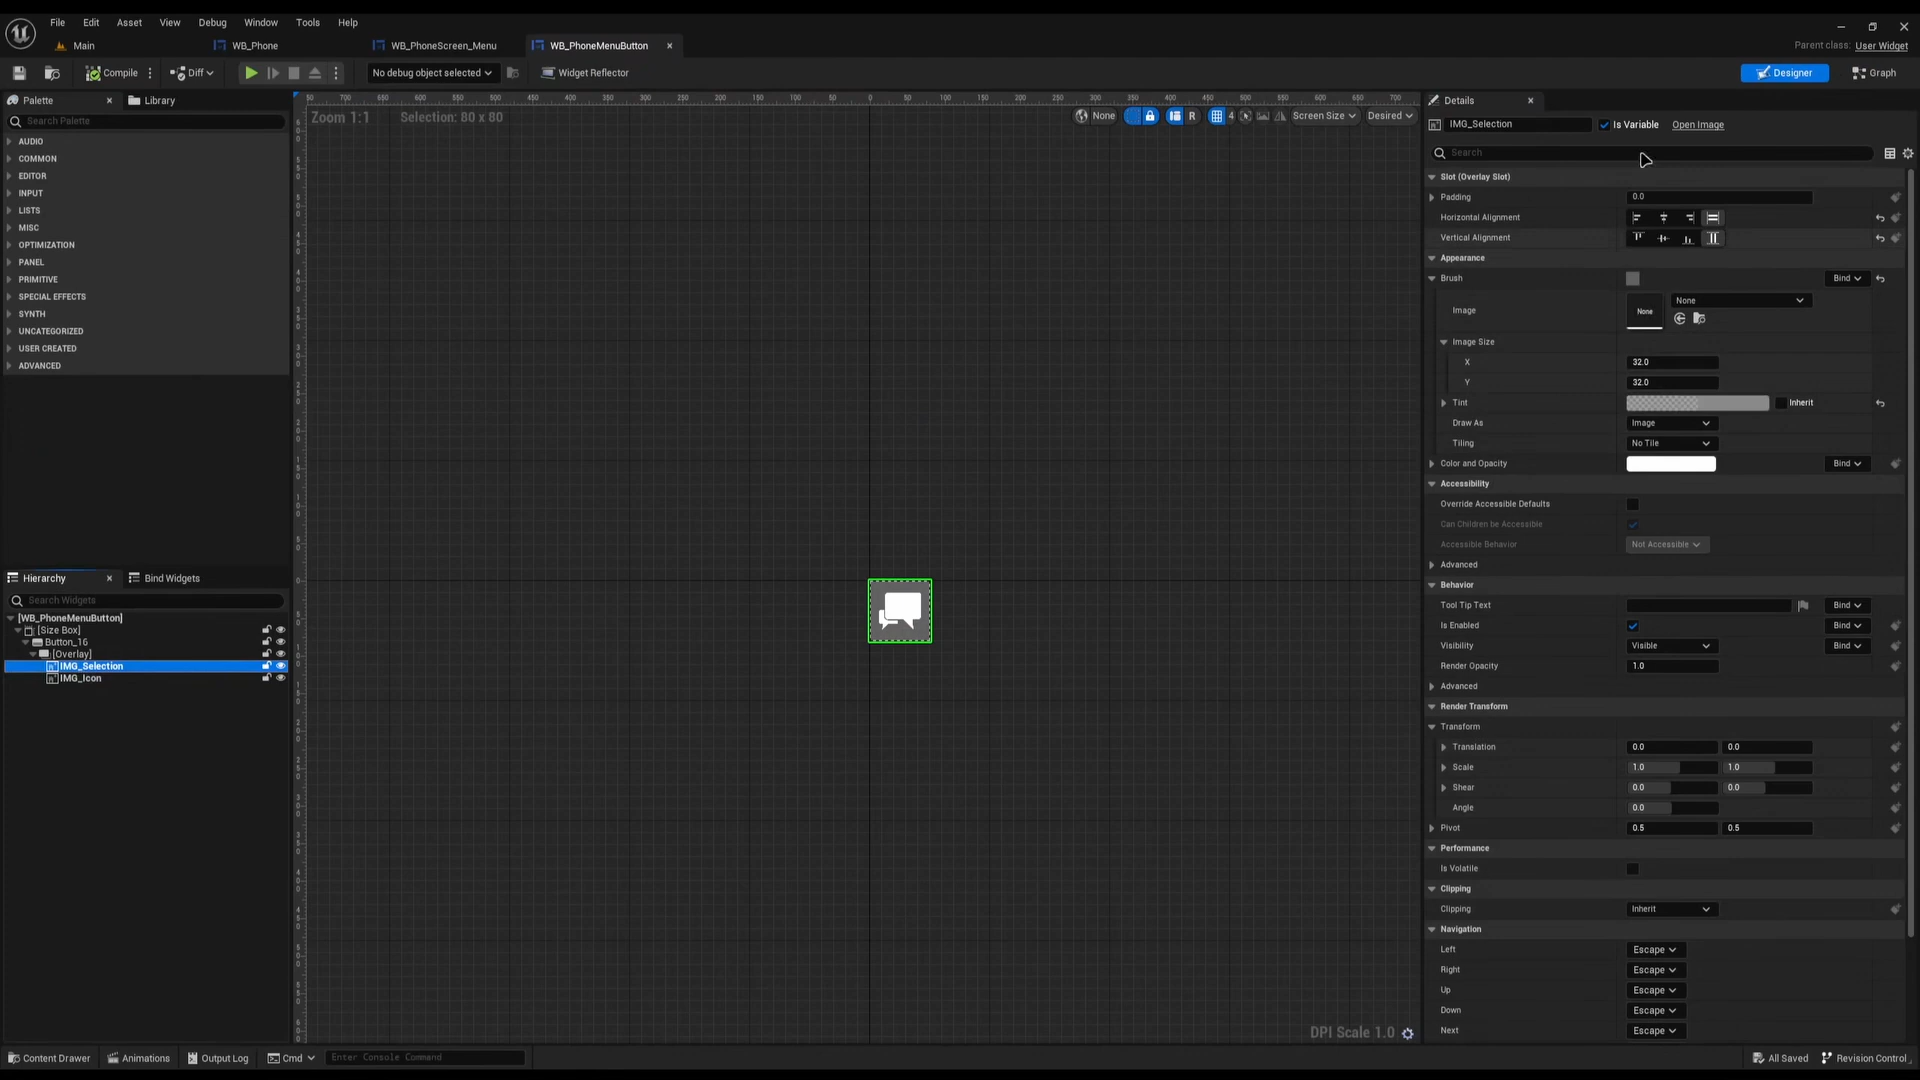 File Edit Asset View Debug Window Tools Help
Main WB_Phone WB_PhoneScreen_Menu WB_PhoneMenuButton
Parent class: User Widget
Compile Diff No debug object selected Widget Reflector Designer Graph
Palette Library
Search Palette
AUDIO
COMMON
EDITOR
INPUT
LISTS
MISC
OPTIMIZATION
PANEL
PRIMITIVE
SPECIAL EFFECTS
SYNTH
UNCATEGORIZED
USER CREATED
ADVANCED
Hierarchy Bind Widgets
Search Widgets
[WB_PhoneMenuButton]
[Size Box]
Button_16
[Overlay]
IMG_Selection
IMG_Icon
Zoom 1:1 Selection: 80 x 80
None R 4 Screen Size Desired
DPI Scale 1.0
Details
IMG_Selection Is Variable Open Image
Search
Slot (Overlay Slot)
Padding 0.0
Horizontal Alignment
Vertical Alignment
Appearance
Brush Bind
Image None None
Image Size
X 32.0
Y 32.0
Tint Inherit
Draw As Image
Tiling No Tile
Color and Opacity Bind
Accessibility
Override Accessible Defaults
Can Children be Accessible
Accessible Behavior Not Accessible
Advanced
Behavior
Tool Tip Text Bind
Is Enabled Bind
Visibility Visible Bind
Render Opacity 1.0
Advanced
Render Transform
Transform
Translation 0.0 0.0
Scale 1.0 1.0
Shear 0.0 0.0
Angle 0.0
Pivot 0.5 0.5
Performance
Is Volatile
Clipping
Clipping Inherit
Navigation
Left Escape
Right Escape
Up Escape
Down Escape
Next Escape
Content Drawer Animations Output Log Cmd Enter Console Command All Saved Revision Control